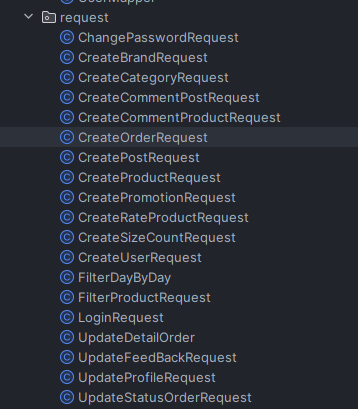 UserMapper
request
ChangePasswordRequest
CreateBrandRequest
CreateCategoryRequest
CreateCommentPostRequest
CreateCommentProductRequest
CreateOrderRequest
CreatePostRequest
CreateProductRequest
CreatePromotionRequest
CreateRateProductRequest
CreateSizeCountRequest
CreateUserRequest
FilterDayByDay
FilterProductRequest
LoginRequest
UpdateDetailOrder
UpdateFeedBackRequest
UpdateProfileRequest
UpdateStatusOrderRequest